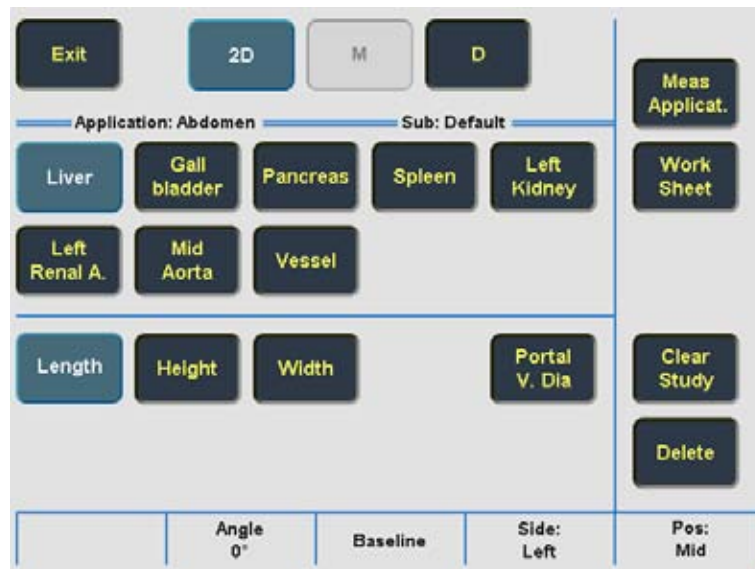 Exit
2D
M
D
Meas
Applicat.
Application: Abdomen
Sub: Default
Liver
Gall
bladder
Pancreas
Spleen
Left
Kidney
Work
Sheet
Left
Renal A.
Mid
Aorta
Vessel
Length
Height
Width
Portal
V. Dia
Clear
Study
Delete
Angle
0°
Baseline
Side:
Left
Pos:
Mid